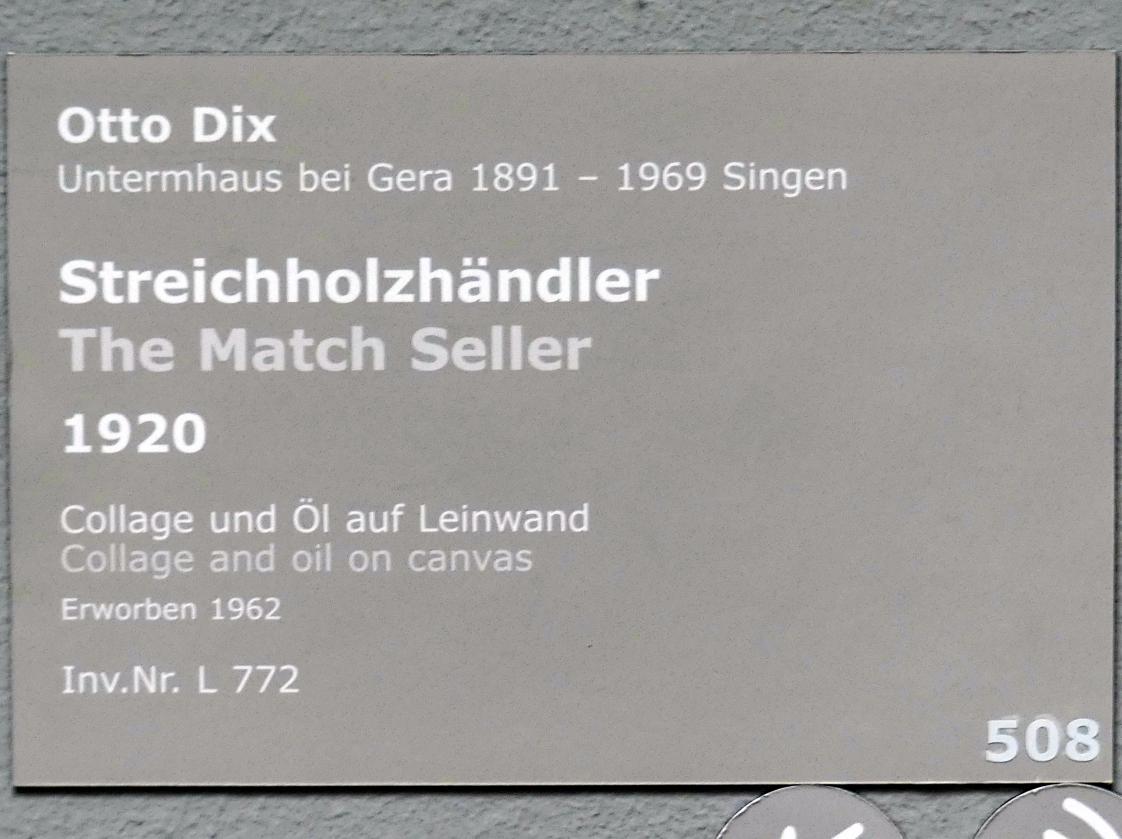 Otto Dix
Untermhaus bei Gera 1891 – 1969 Singen
Streichholzhändler
The Match Seller
1920
Collage und Öl auf Leinwand
Collage and oil on canvas
Erworben 1962
Inv.Nr. L 772
508